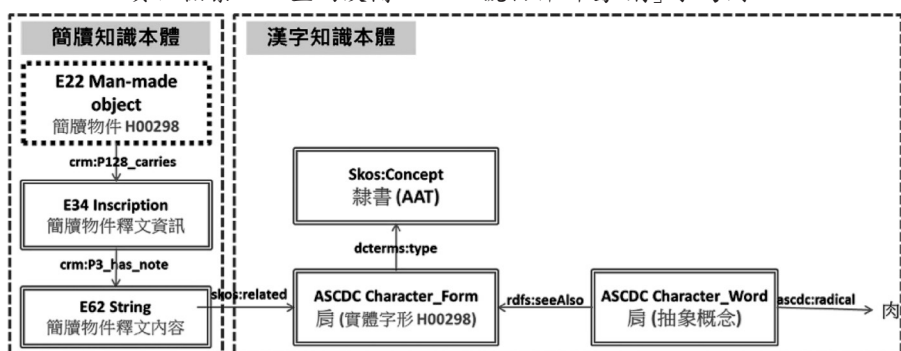 簡牘知識本體
漢字知識本體
E22 Man-made
object
簡牘物件 H00298
crm:P128_carries
E34 Inscription
簡牘物件釋文資訊
crm:P3_has_note
E62 String
簡牘物件釋文內容
skos:related
Skos:Concept
隸書 (AAT)
dcterms:type
ASCDC Character_Form
肩 (實體字形 H00298)
rdfs:seeAlso
ASCDC Character_Word
肩 (抽象概念)
ascdc:radical
肉